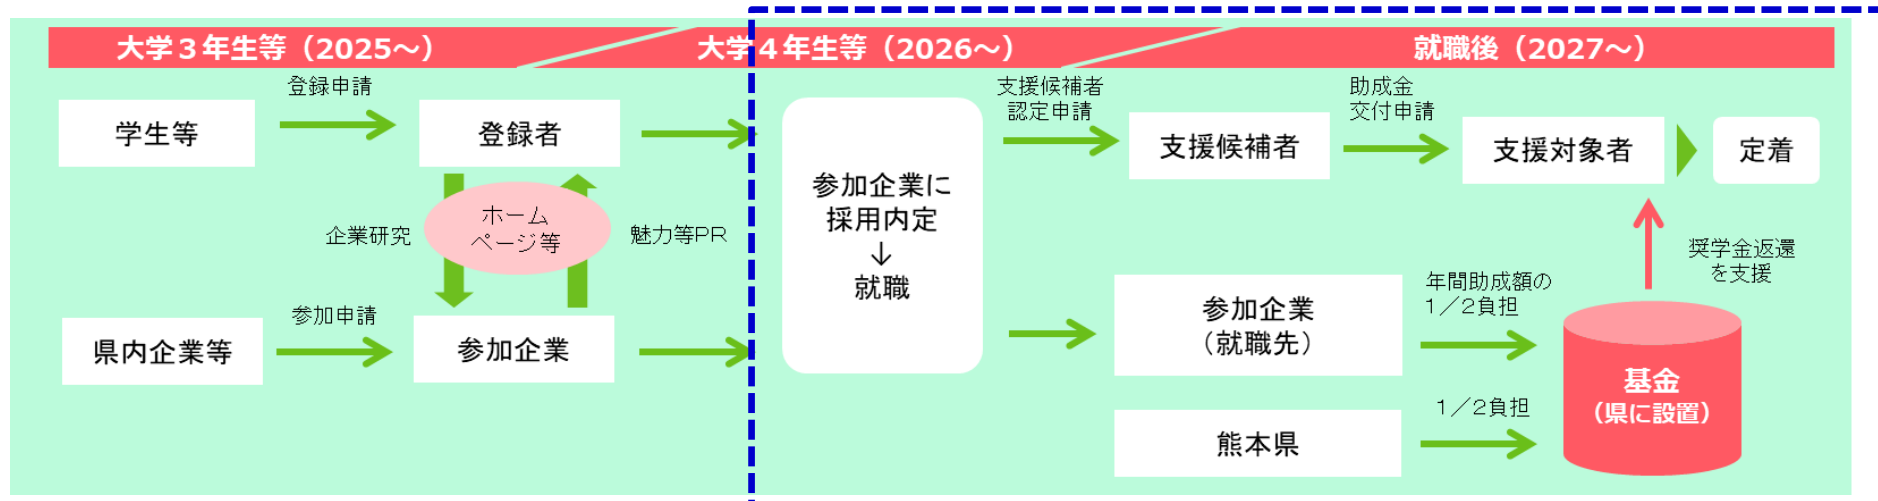 大学３年生等（2025～）
大学４年生等（2026～）
就職後（2027～）
登録申請
学生等
登録者
企業研究
ホーム
ページ等
魅力等PR
参加申請
県内企業等
参加企業
参加企業に
採用内定
↓
就職
支援候補者
認定申請
支援候補者
助成金
交付申請
支援対象者
定着
奨学金返還
を支援
参加企業
（就職先）
年間助成額の
１／２負担
熊本県
１／２負担
基金
（県に設置）